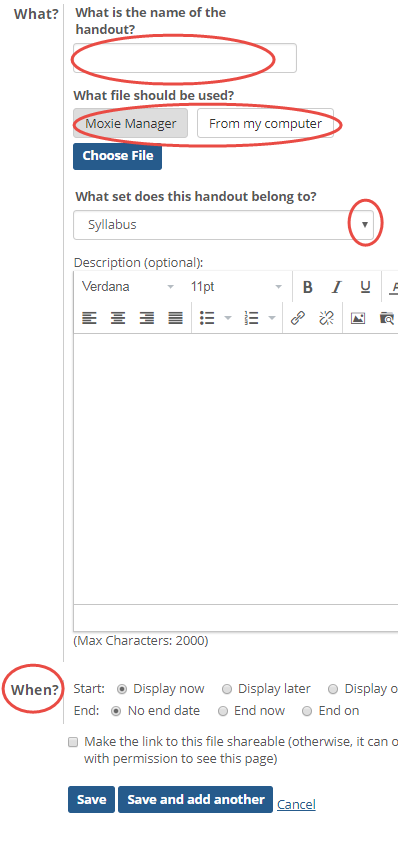 What?
What is the name of the
handout?
What file should be used?
Moxie Manager From my computer
Choose File
What set does this handout belong to?
Syllabus
Description (optional):
Verdana 11pt B I U A
(Max Characters: 2000)
When?
Start: Display now Display later Display o
End: No end date End now End on
Make the link to this file shareable (otherwise, it can o
with permission to see this page)
Save Save and add another Cancel